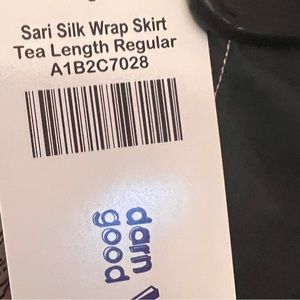 Sari Silk Wrap Skirt
Tea Length Regular
A1B2C7028
darn
good